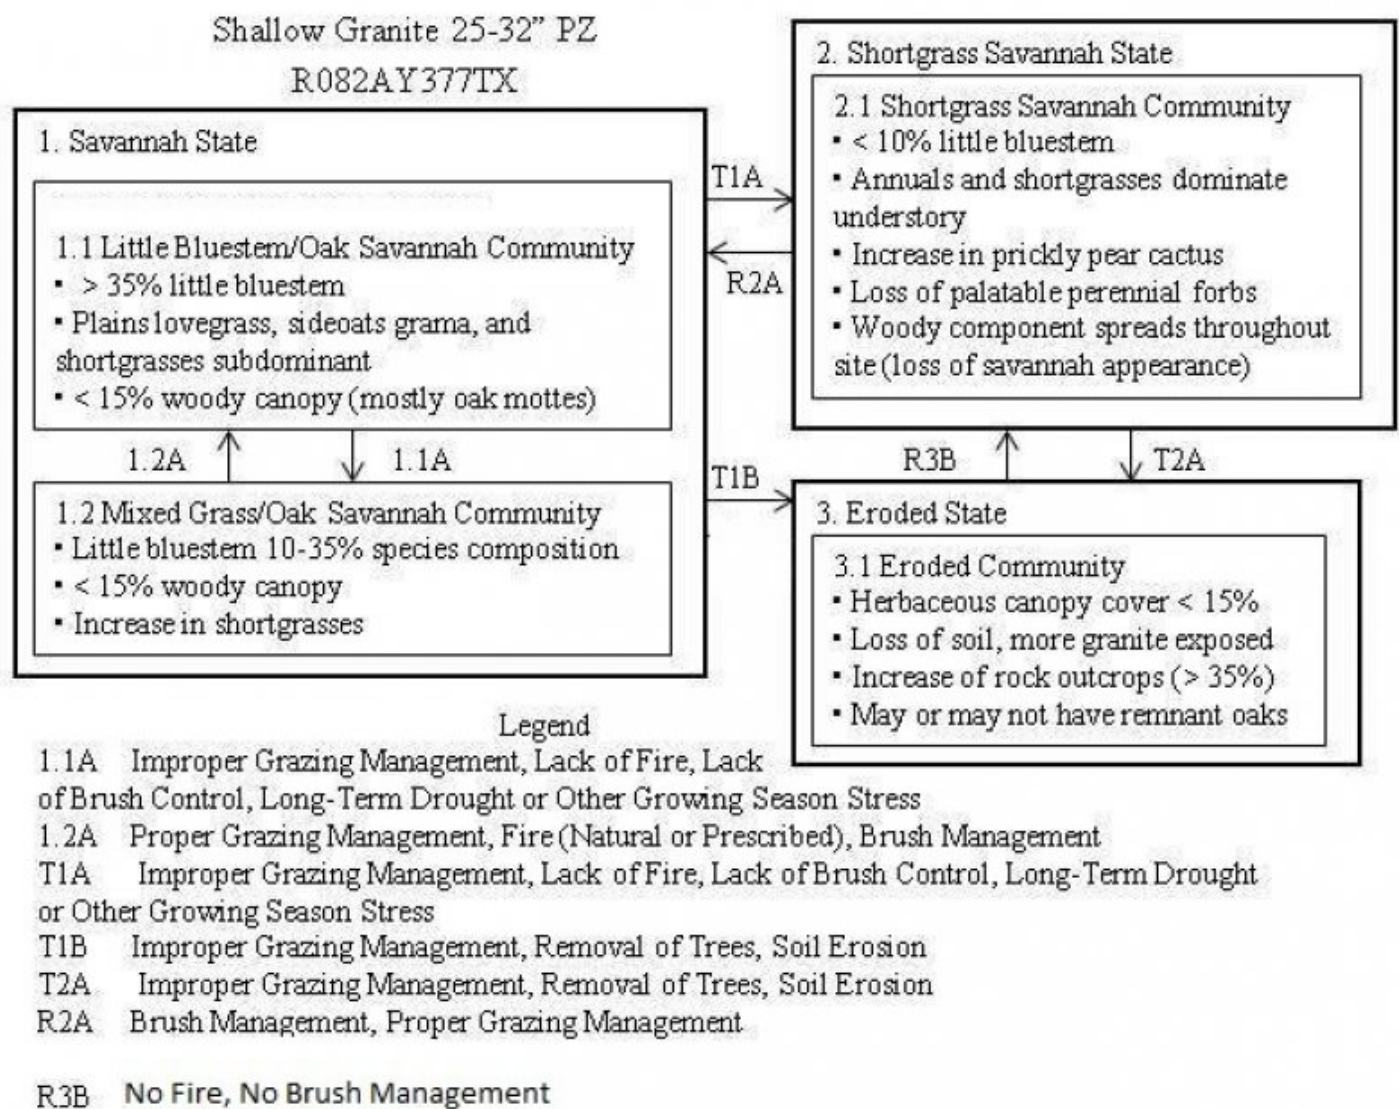 Shallow Granite 25-32” PZ
R082AY377TX
1. Savannah State
1.1 Little Bluestem/Oak Savannah Community
▪ > 35% little bluestem
▪ Plains lovegrass, sideoats grama, and
shortgrasses subdominant
▪ < 15% woody canopy (mostly oak mottes)
1.2A
1.1A
1.2 Mixed Grass/Oak Savannah Community
▪ Little bluestem 10-35% species composition
▪ < 15% woody canopy
▪ Increase in shortgrasses
T1A
R2A
T1B
2. Shortgrass Savannah State
2.1 Shortgrass Savannah Community
▪ < 10% little bluestem
▪ Annuals and shortgrasses dominate
understory
▪ Increase in prickly pear cactus
▪ Loss of palatable perennial forbs
▪ Woody component spreads throughout
site (loss of savannah appearance)
R3B
T2A
3. Eroded State
3.1 Eroded Community
▪ Herbaceous canopy cover < 15%
▪ Loss of soil, more granite exposed
▪ Increase of rock outcrops (> 35%)
▪ May or may not have remnant oaks
Legend
1.1A Improper Grazing Management, Lack of Fire, Lack
of Brush Control, Long-Term Drought or Other Growing Season Stress
1.2A Proper Grazing Management, Fire (Natural or Prescribed), Brush Management
T1A Improper Grazing Management, Lack of Fire, Lack of Brush Control, Long-Term Drought
or Other Growing Season Stress
T1B Improper Grazing Management, Removal of Trees, Soil Erosion
T2A Improper Grazing Management, Removal of Trees, Soil Erosion
R2A Brush Management, Proper Grazing Management
R3B No Fire, No Brush Management